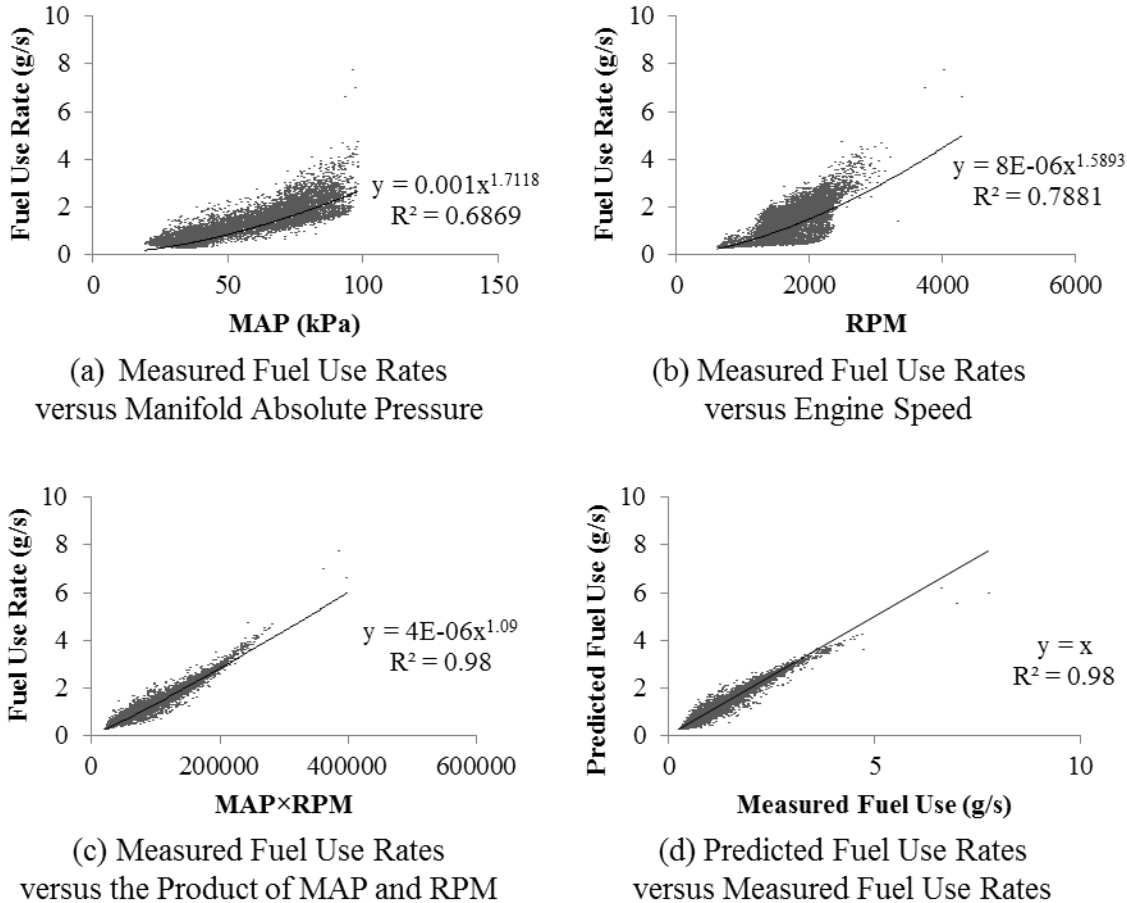 10
8
6
4
2
0
Fuel Use Rate (g/s)
y = 0.001x^1.7118
R² = 0.6869
0 50 100 150
MAP (kPa)
(a) Measured Fuel Use Rates
versus Manifold Absolute Pressure
10
8
6
4
2
0
Fuel Use Rate (g/s)
y = 8E-06x^1.5893
R² = 0.7881
0 2000 4000 6000
RPM
(b) Measured Fuel Use Rates
versus Engine Speed
10
8
6
4
2
0
Fuel Use Rate (g/s)
y = 4E-06x^1.09
R² = 0.98
0 200000 400000 600000
MAP×RPM
(c) Measured Fuel Use Rates
versus the Product of MAP and RPM
10
8
6
4
2
0
Predicted Fuel Use (g/s)
y = x
R² = 0.98
0 5 10
Measured Fuel Use (g/s)
(d) Predicted Fuel Use Rates
versus Measured Fuel Use Rates